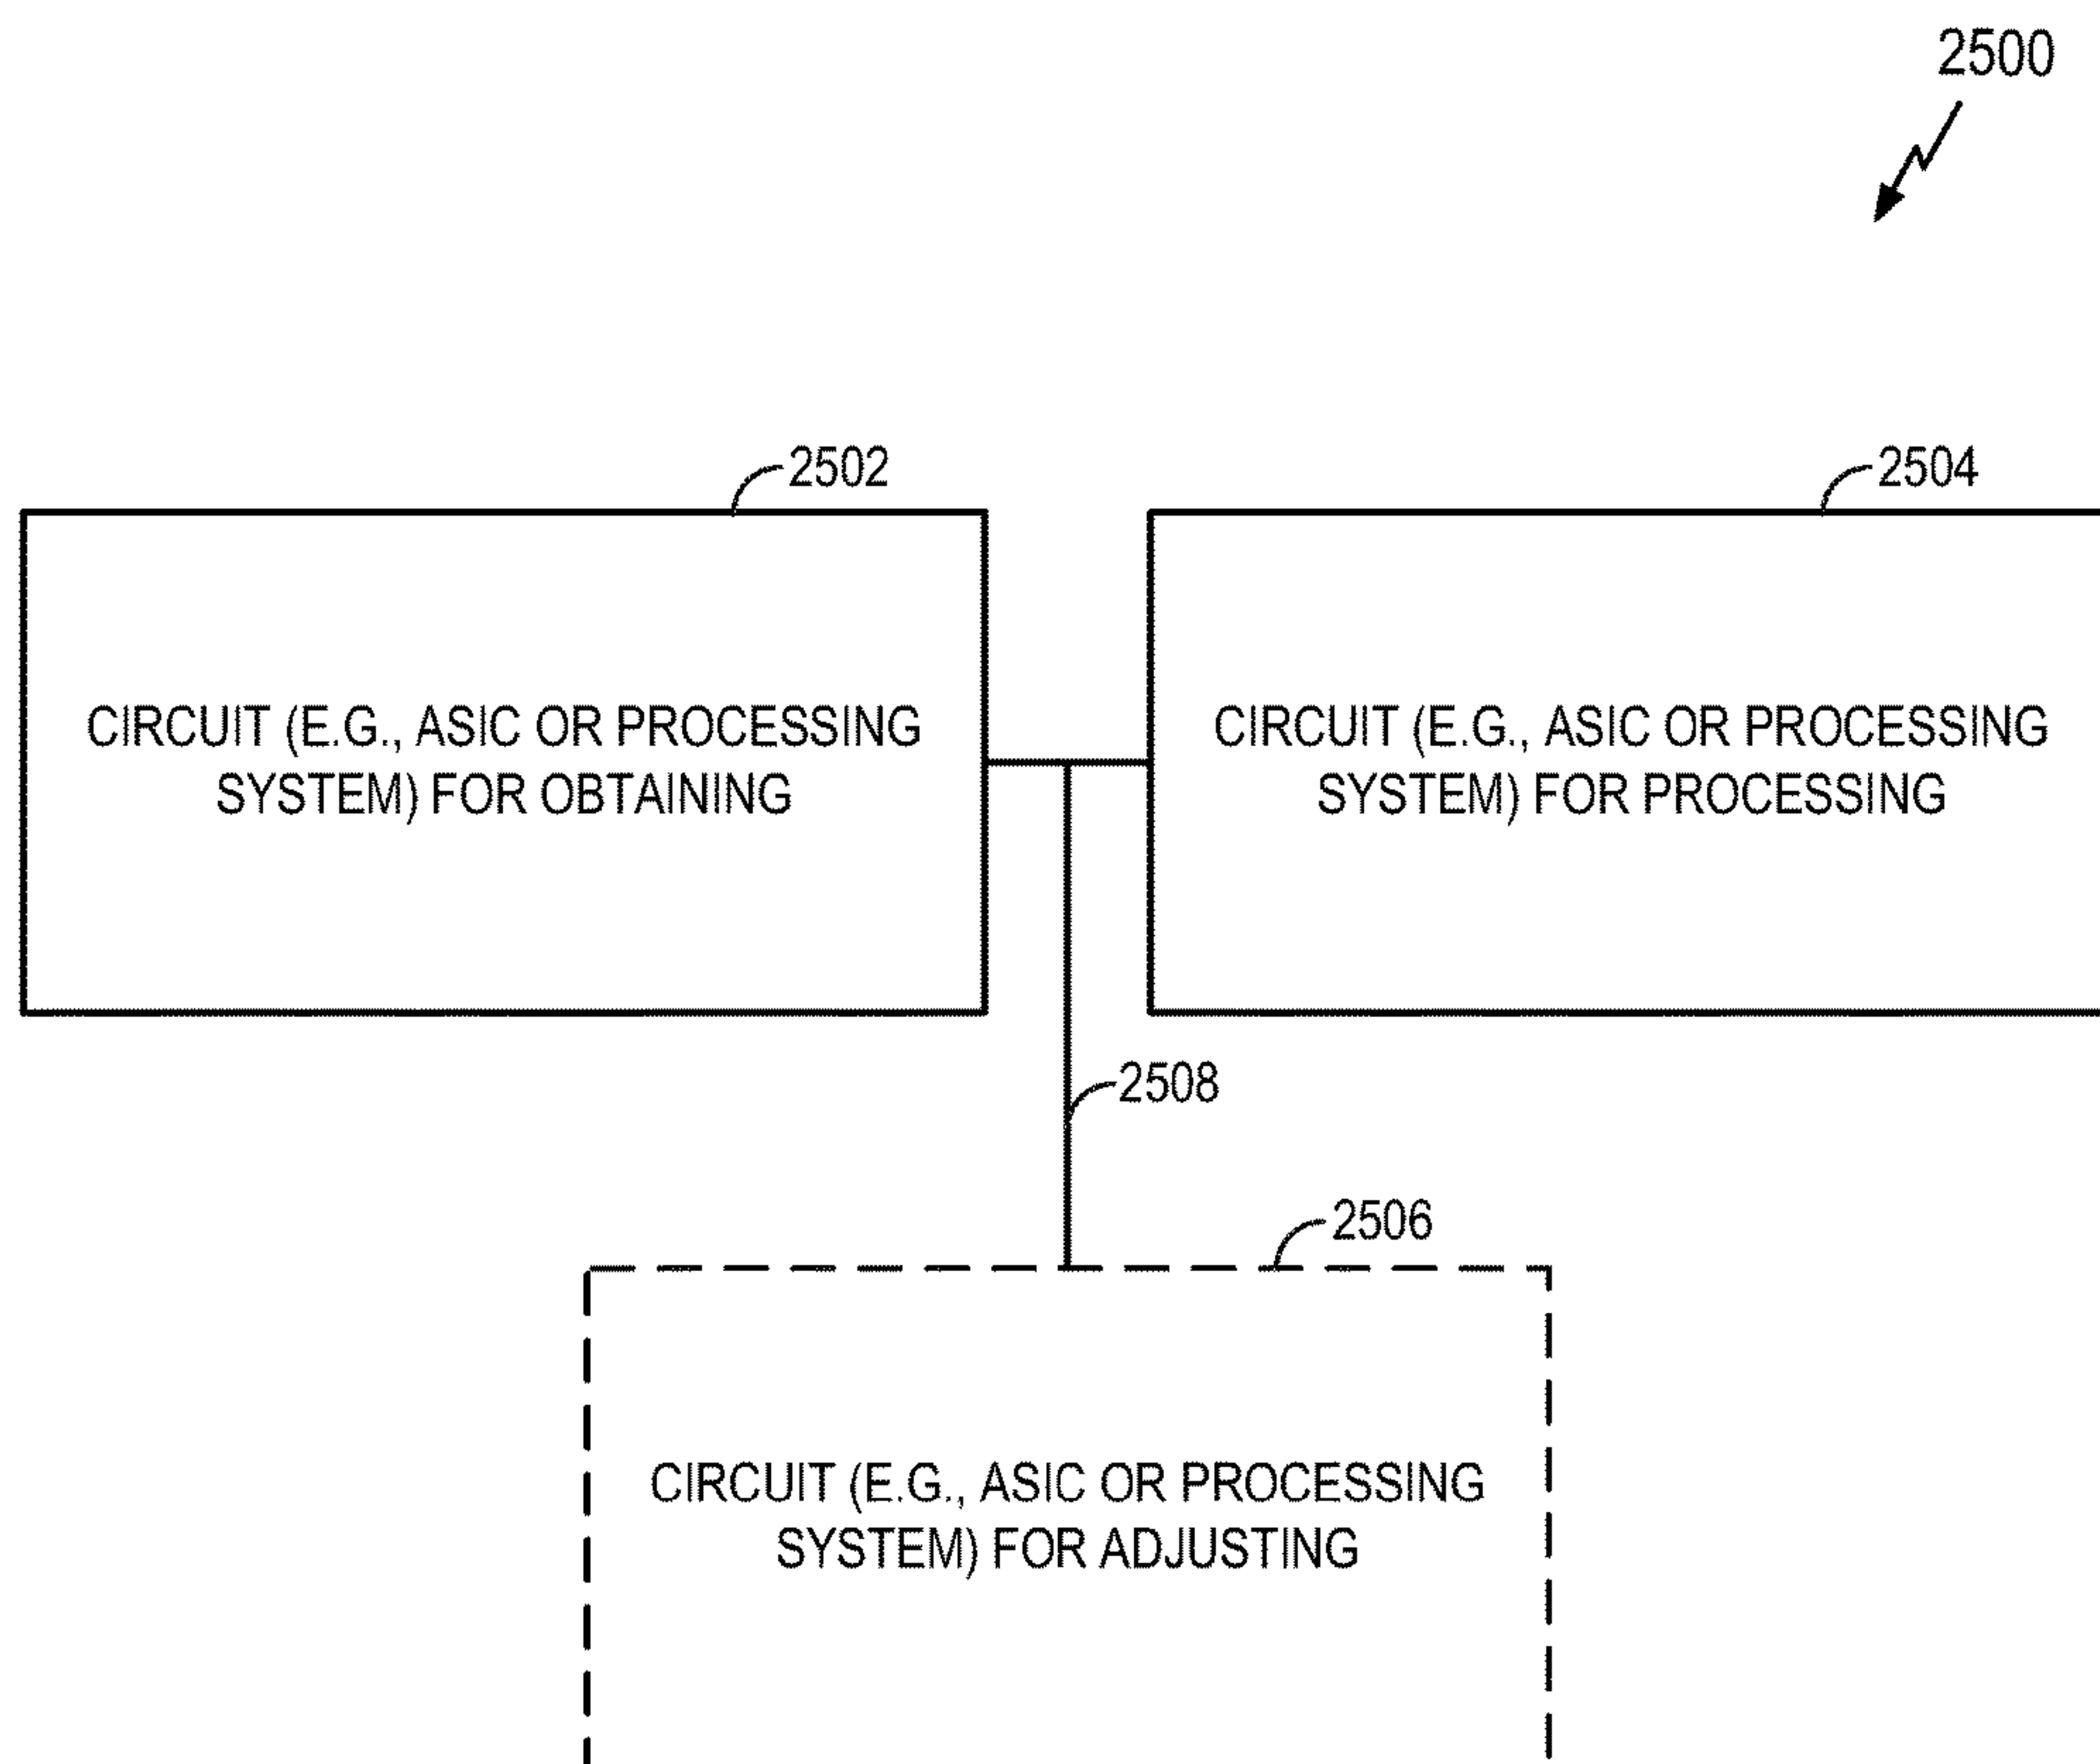 2500
2502
2504
CIRCUIT (E.G., ASIC OR PROCESSING
SYSTEM) FOR OBTAINING
CIRCUIT (E.G., ASIC OR PROCESSING
SYSTEM) FOR PROCESSING
2508
2506
CIRCUIT (E.G., ASIC OR PROCESSING
SYSTEM) FOR ADJUSTING